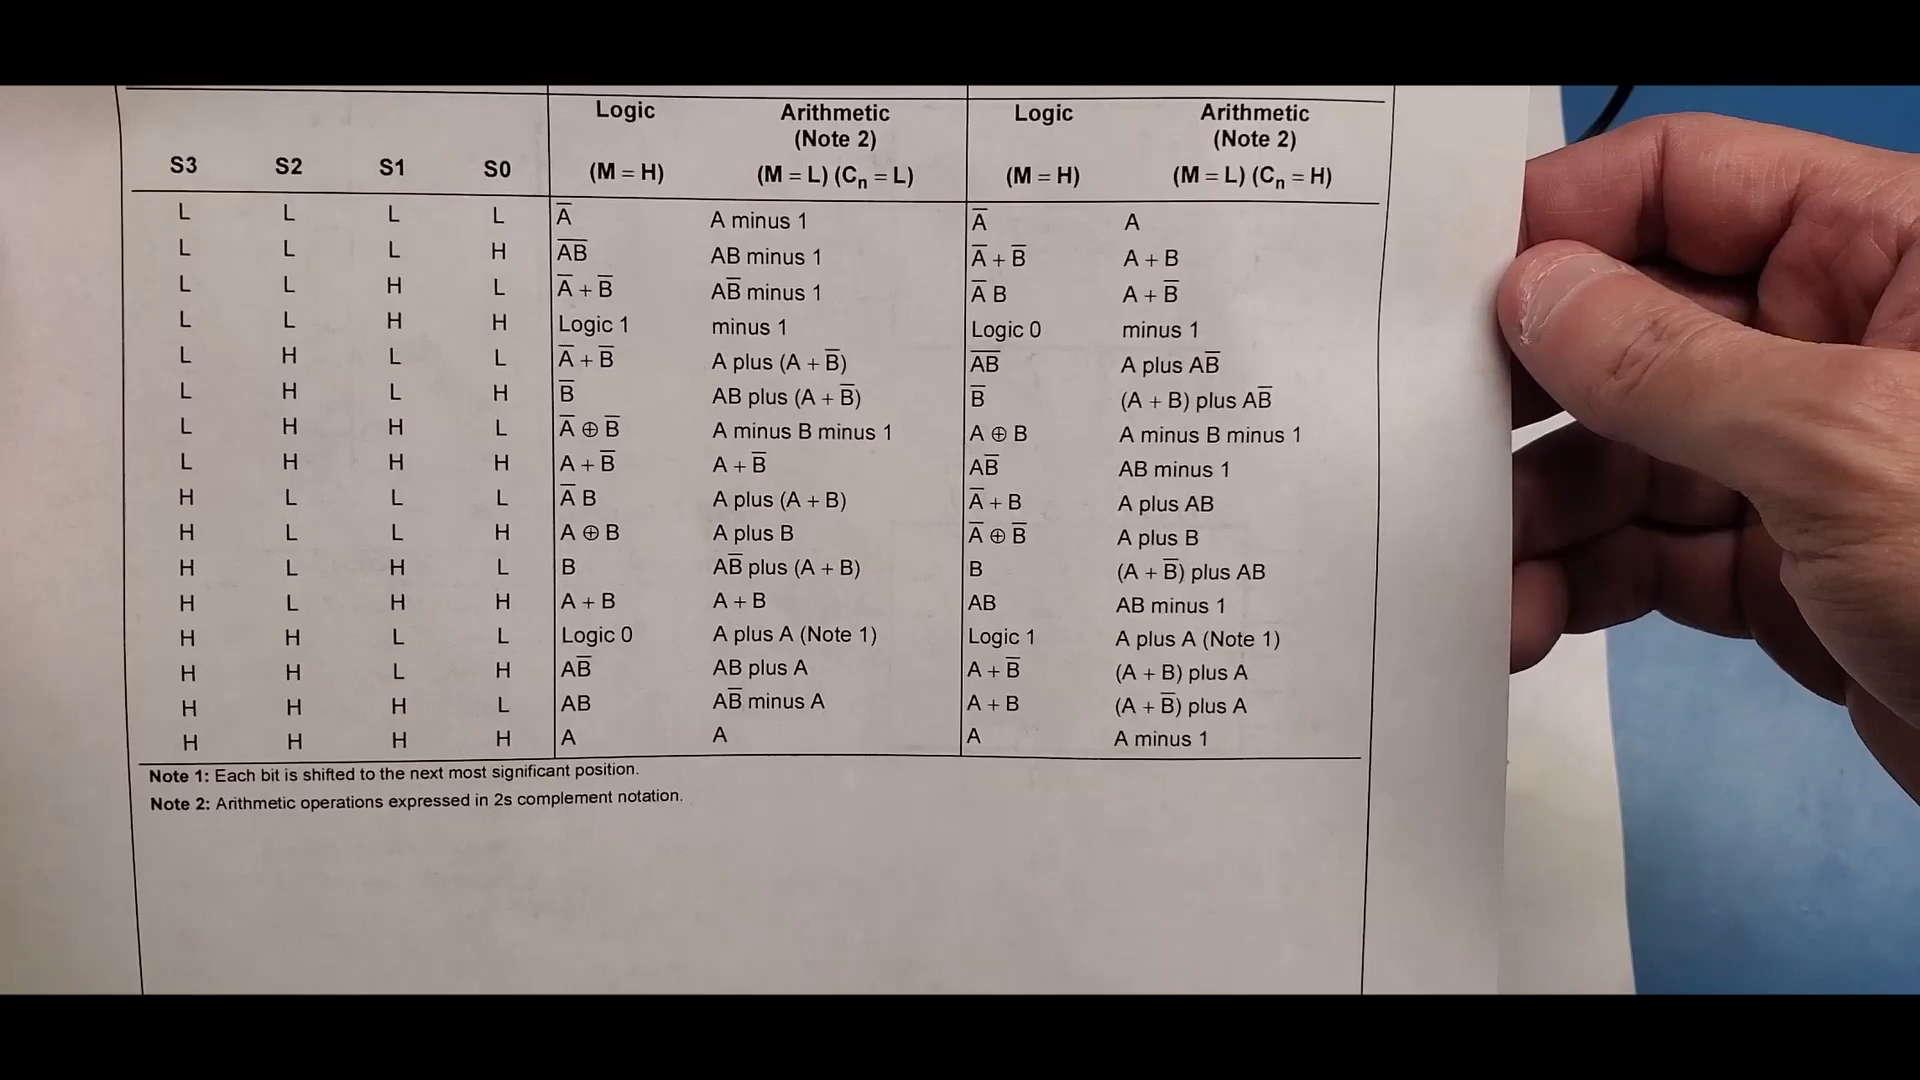 Logic Arithmetic Logic Arithmetic
(Note 2) (Note 2)
S3 S2 S1 S0 (M = H) (M = L) (Cₙ = L) (M = H) (M = L) (Cₙ = H)
L L L L A̅ A minus 1 A̅ A
L L L H A̅B̅ AB minus 1 A̅ + B̅ A + B
L L H L A̅ + B̅ AB̅ minus 1 A̅ B A + B̅
L L H H Logic 1 minus 1 Logic 0 minus 1
L H L L A̅ + B̅ A plus (A + B̅) A̅B̅ A plus AB̅
L H L H B̅ AB plus (A + B̅) B̅ (A + B) plus AB̅
L H H L A̅ ⊕ B̅ A minus B minus 1 A ⊕ B A minus B minus 1
L H H H A + B̅ A + B̅ AB̅ AB minus 1
H L L L A̅ B A plus (A + B) A̅ + B A plus AB
H L L H A ⊕ B A plus B A̅ ⊕ B̅ A plus B
H L H L B AB̅ plus (A + B) B (A + B̅) plus AB
H L H H A + B A + B AB AB minus 1
H H L L Logic 0 A plus A (Note 1) Logic 1 A plus A (Note 1)
H H L H AB̅ AB plus A A + B̅ (A + B) plus A
H H H L AB AB̅ minus A A + B (A + B̅) plus A
H H H H A A A A minus 1
Note 1: Each bit is shifted to the next most significant position.
Note 2: Arithmetic operations expressed in 2s complement notation.